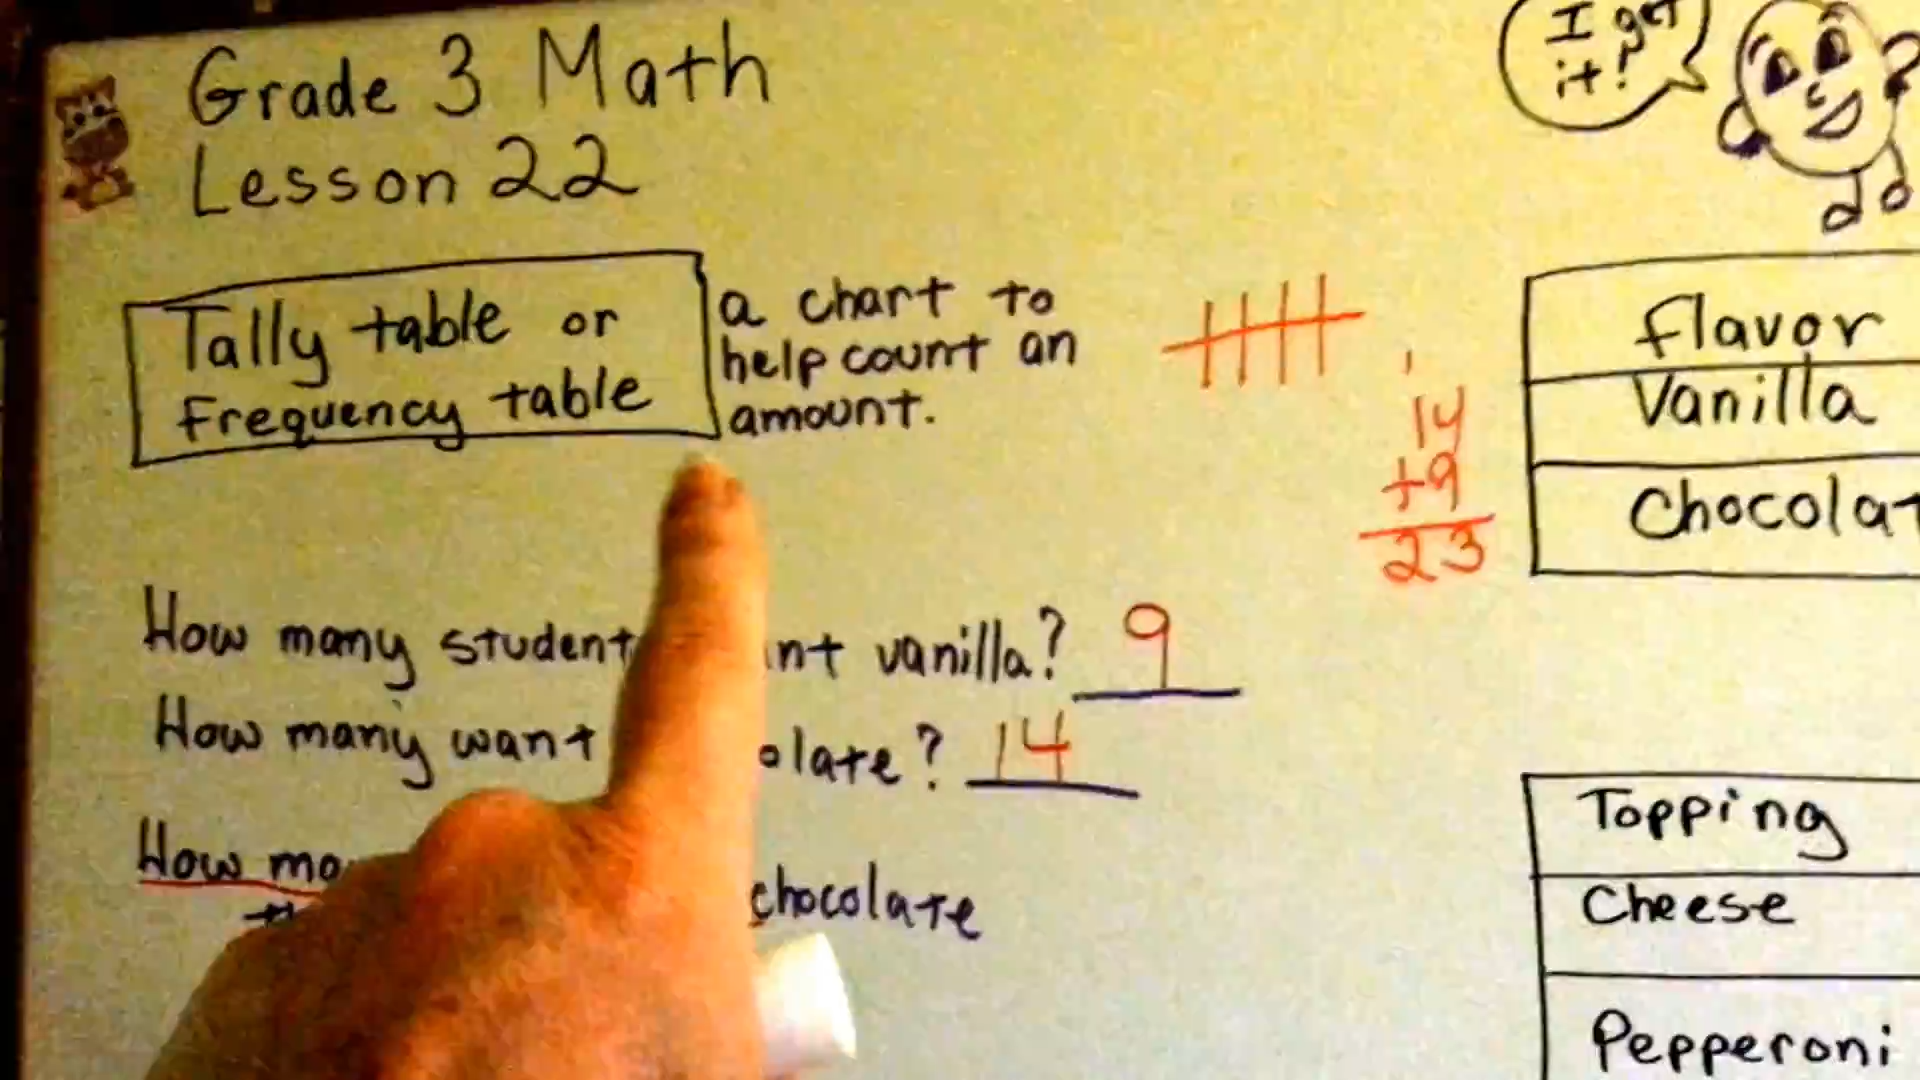 Grade 3 Math
Lesson 22
I get
it!
Tally table or
Frequency table
a chart to
help count an
amount.
14
+9
23
Flavor
Vanilla
Chocolat
How many student nt vanilla? 9
How many want olate? 14
How ma
chocolate
Topping
Cheese
Pepperoni